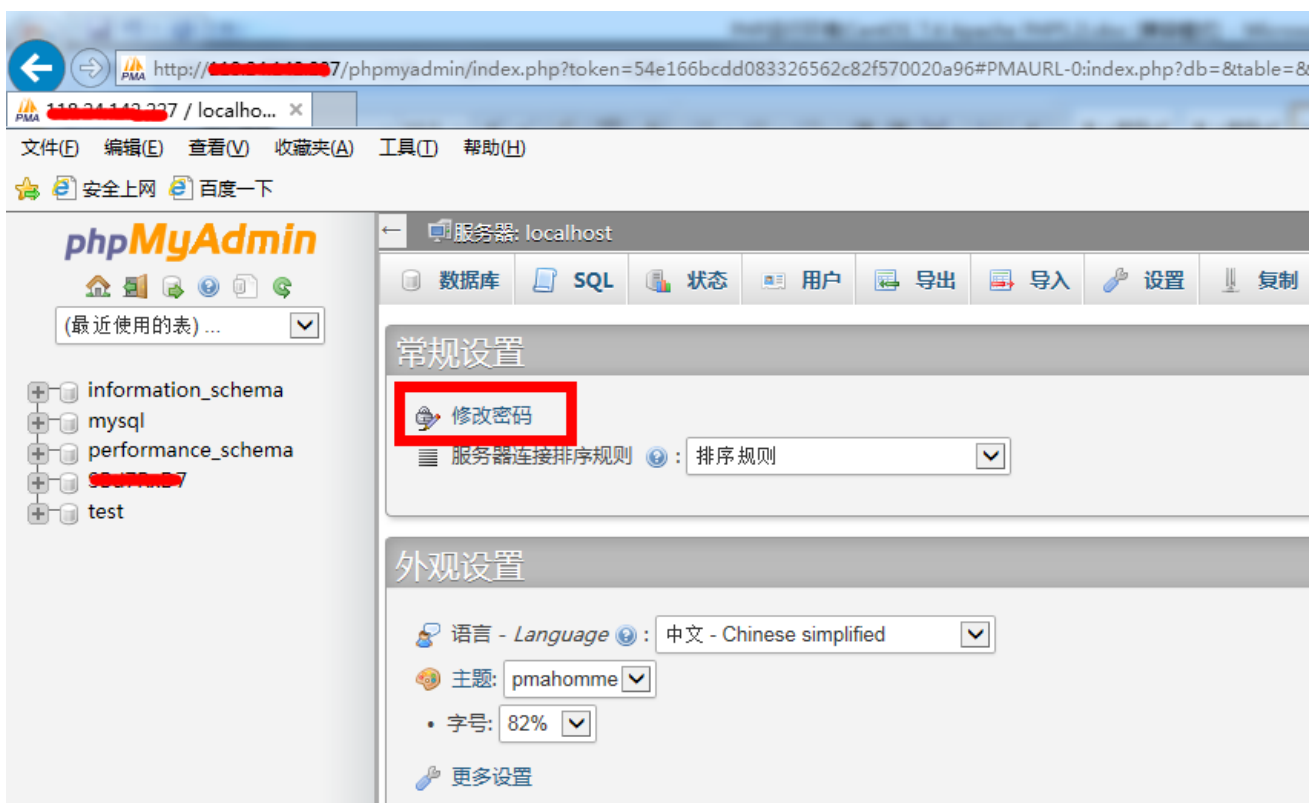 http://7/phpmyadmin/index.php?token=54e166bcdd083326562c82f570020a96#PMAURL-0:index.php?db=&table=&
7 / localho... ×
文件(F) 编辑(E) 查看(V) 收藏夹(A) 工具(T) 帮助(H)
安全上网 百度一下
phpMyAdmin
(最近使用的表) ...
information_schema
mysql
performance_schema
7
test
← 服务器: localhost
数据库 SQL 状态 用户 导出 导入 设置 复制
常规设置
修改密码
服务器连接排序规则 : 排序规则
外观设置
语言 - Language : 中文 - Chinese simplified
主题: pmahomme
• 字号: 82%
更多设置